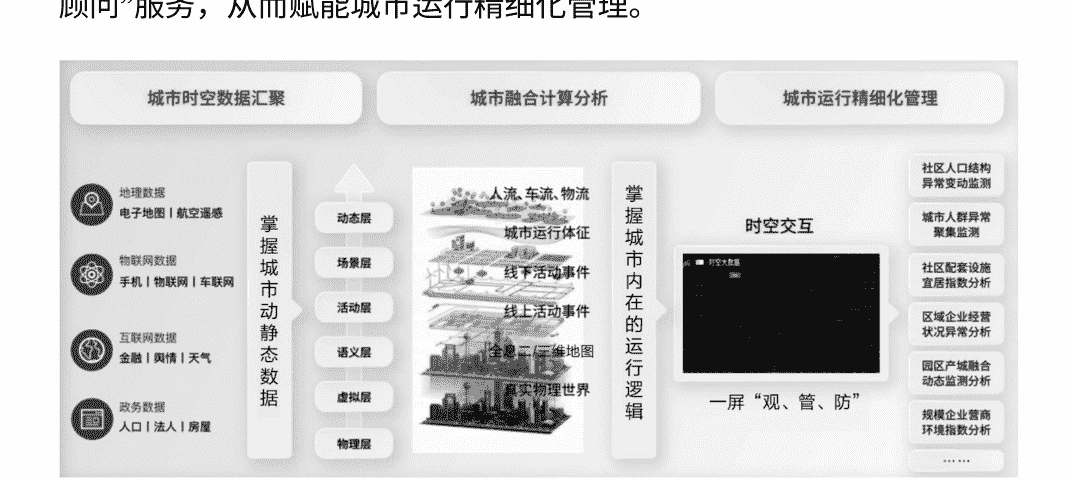 顾问”服务，从而赋能城市运行精细化管理。
城市时空数据汇聚
城市融合计算分析
城市运行精细化管理
地理数据
电子地图丨航空遥感
物联网数据
手机丨物联网丨车联网
互联网数据
金融丨舆情丨天气
政务数据
人口丨法人丨房屋
掌握城市动静态数据
动态层
场景层
活动层
语义层
虚拟层
物理层
人流、车流、物流
城市运行体征
线下活动事件
线上活动事件
全息二/三维地图
真实物理世界
掌握城市内在的运行逻辑
时空交互
时空大数据
一屏“观、管、防”
社区人口结构
异常变动监测
城市人群异常
聚集监测
社区配套设施
宜居指数分析
区域企业经营
状况异常分析
园区产城融合
动态监测分析
规模企业营商
环境指数分析
……